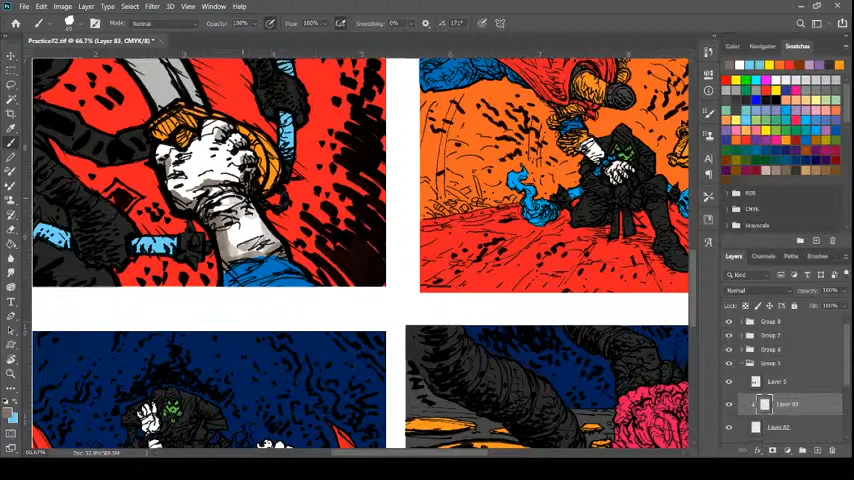 File Edit Image Layer Type Select Filter 3D View Window Help
Mode: Normal Opacity: 100% Flow: 100% Smoothing: 0% 171°
Practice#2.tif @ 66.7% (Layer 83, CMYK/8) *
Color Navigator Swatches
RGB
CMYK
Grayscale
Layers Channels Paths Brushes
Kind
Normal Opacity: 100%
Lock: Fill: 100%
Group 8
Group 7
Group 6
Group 5
Layer 5
Layer 83
Layer 82
66.67%